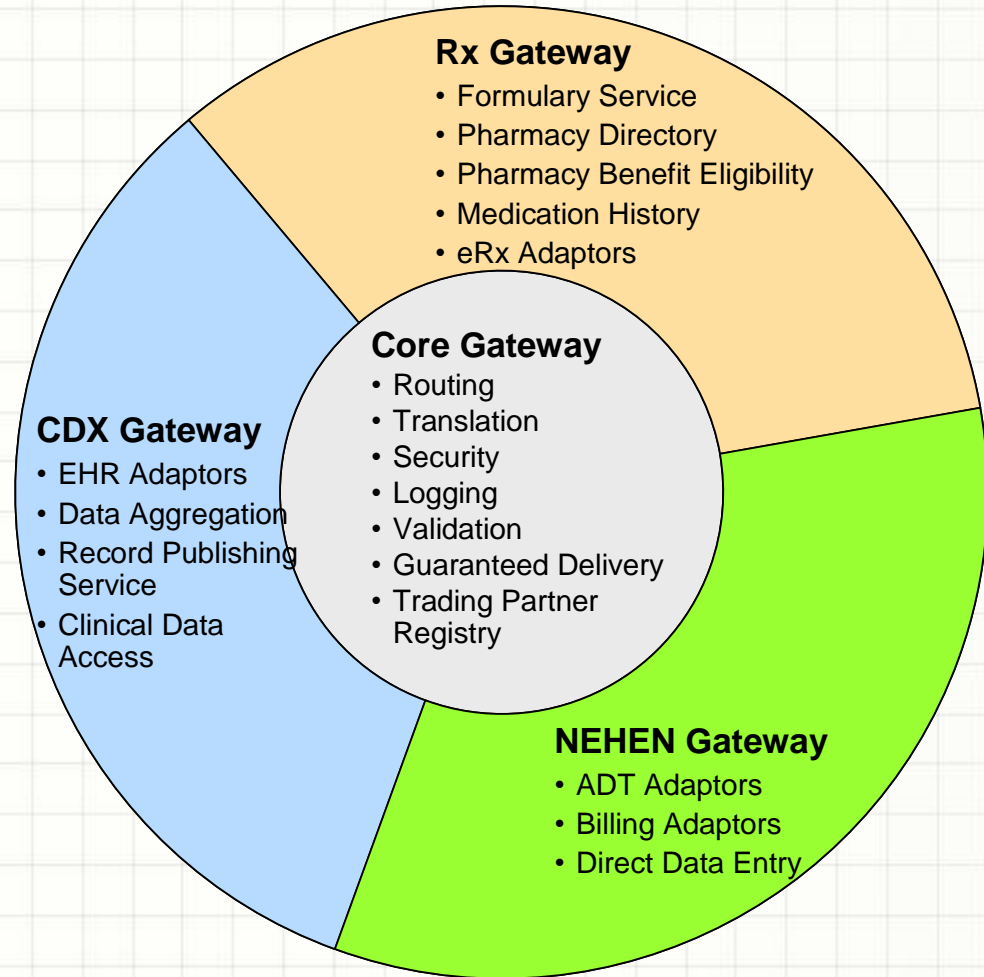 Rx Gateway
• Formulary Service
• Pharmacy Directory
• Pharmacy Benefit Eligibility
• Medication History
• eRx Adaptors
Core Gateway
• Routing
• Translation
• Security
• Logging
• Validation
• Guaranteed Delivery
• Trading Partner
Registry
CDX Gateway
• EHR Adaptors
• Data Aggregation
• Record Publishing
Service
• Clinical Data
Access
NEHEN Gateway
• ADT Adaptors
• Billing Adaptors
• Direct Data Entry